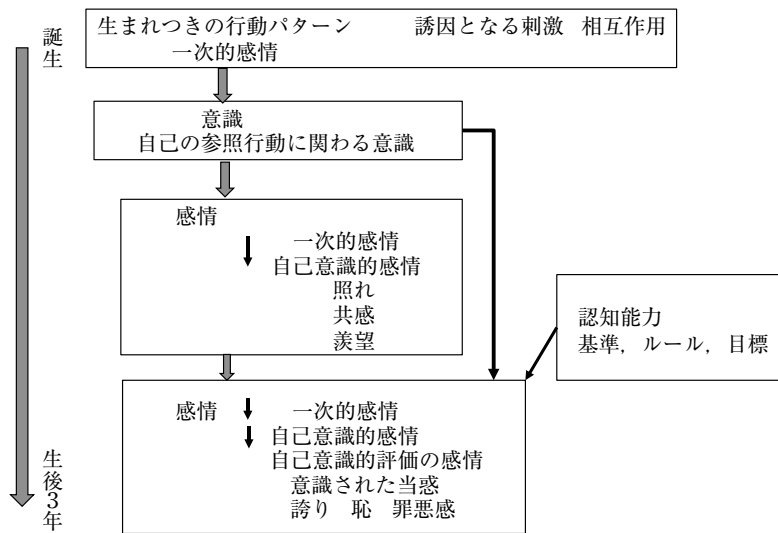 誕生
生まれつきの行動パターン　誘因となる刺激　相互作用
一次的感情
意識
自己の参照行動に関わる意識
感情
一次的感情
自己意識的感情
照れ
共感
羨望
認知能力
基準，ルール，目標
感情　一次的感情
自己意識的感情
自己意識的評価の感情
意識された当惑
誇り　恥　罪悪感
生後3年